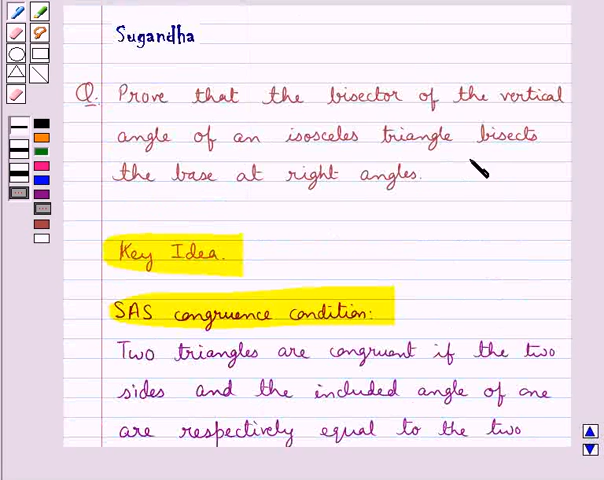 Sugandha
Q. Prove that the bisector of the vertical
angle of an isosceles triangle bisects
the base at right angles.
Key Idea.
SAS congruence condition:
Two triangles are congruent if the two
sides and the included angle of one
are respectively equal to the two